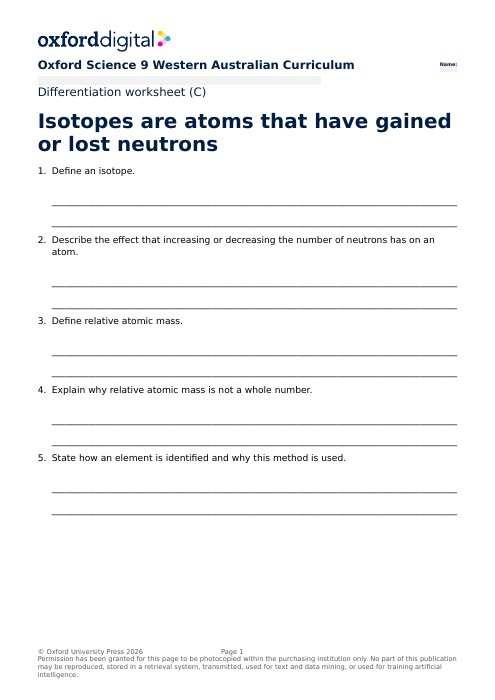 oxforddigital
Oxford Science 9 Western Australian Curriculum
Name:
Differentiation worksheet (C)
Isotopes are atoms that have gained
or lost neutrons
1. Define an isotope.
2. Describe the effect that increasing or decreasing the number of neutrons has on an
atom.
3. Define relative atomic mass.
4. Explain why relative atomic mass is not a whole number.
5. State how an element is identified and why this method is used.
© Oxford University Press 2026 Page 1
Permission has been granted for this page to be photocopied within the purchasing institution only. No part of this publication
may be reproduced, stored in a retrieval system, transmitted, used for text and data mining, or used for training artificial
intelligence.